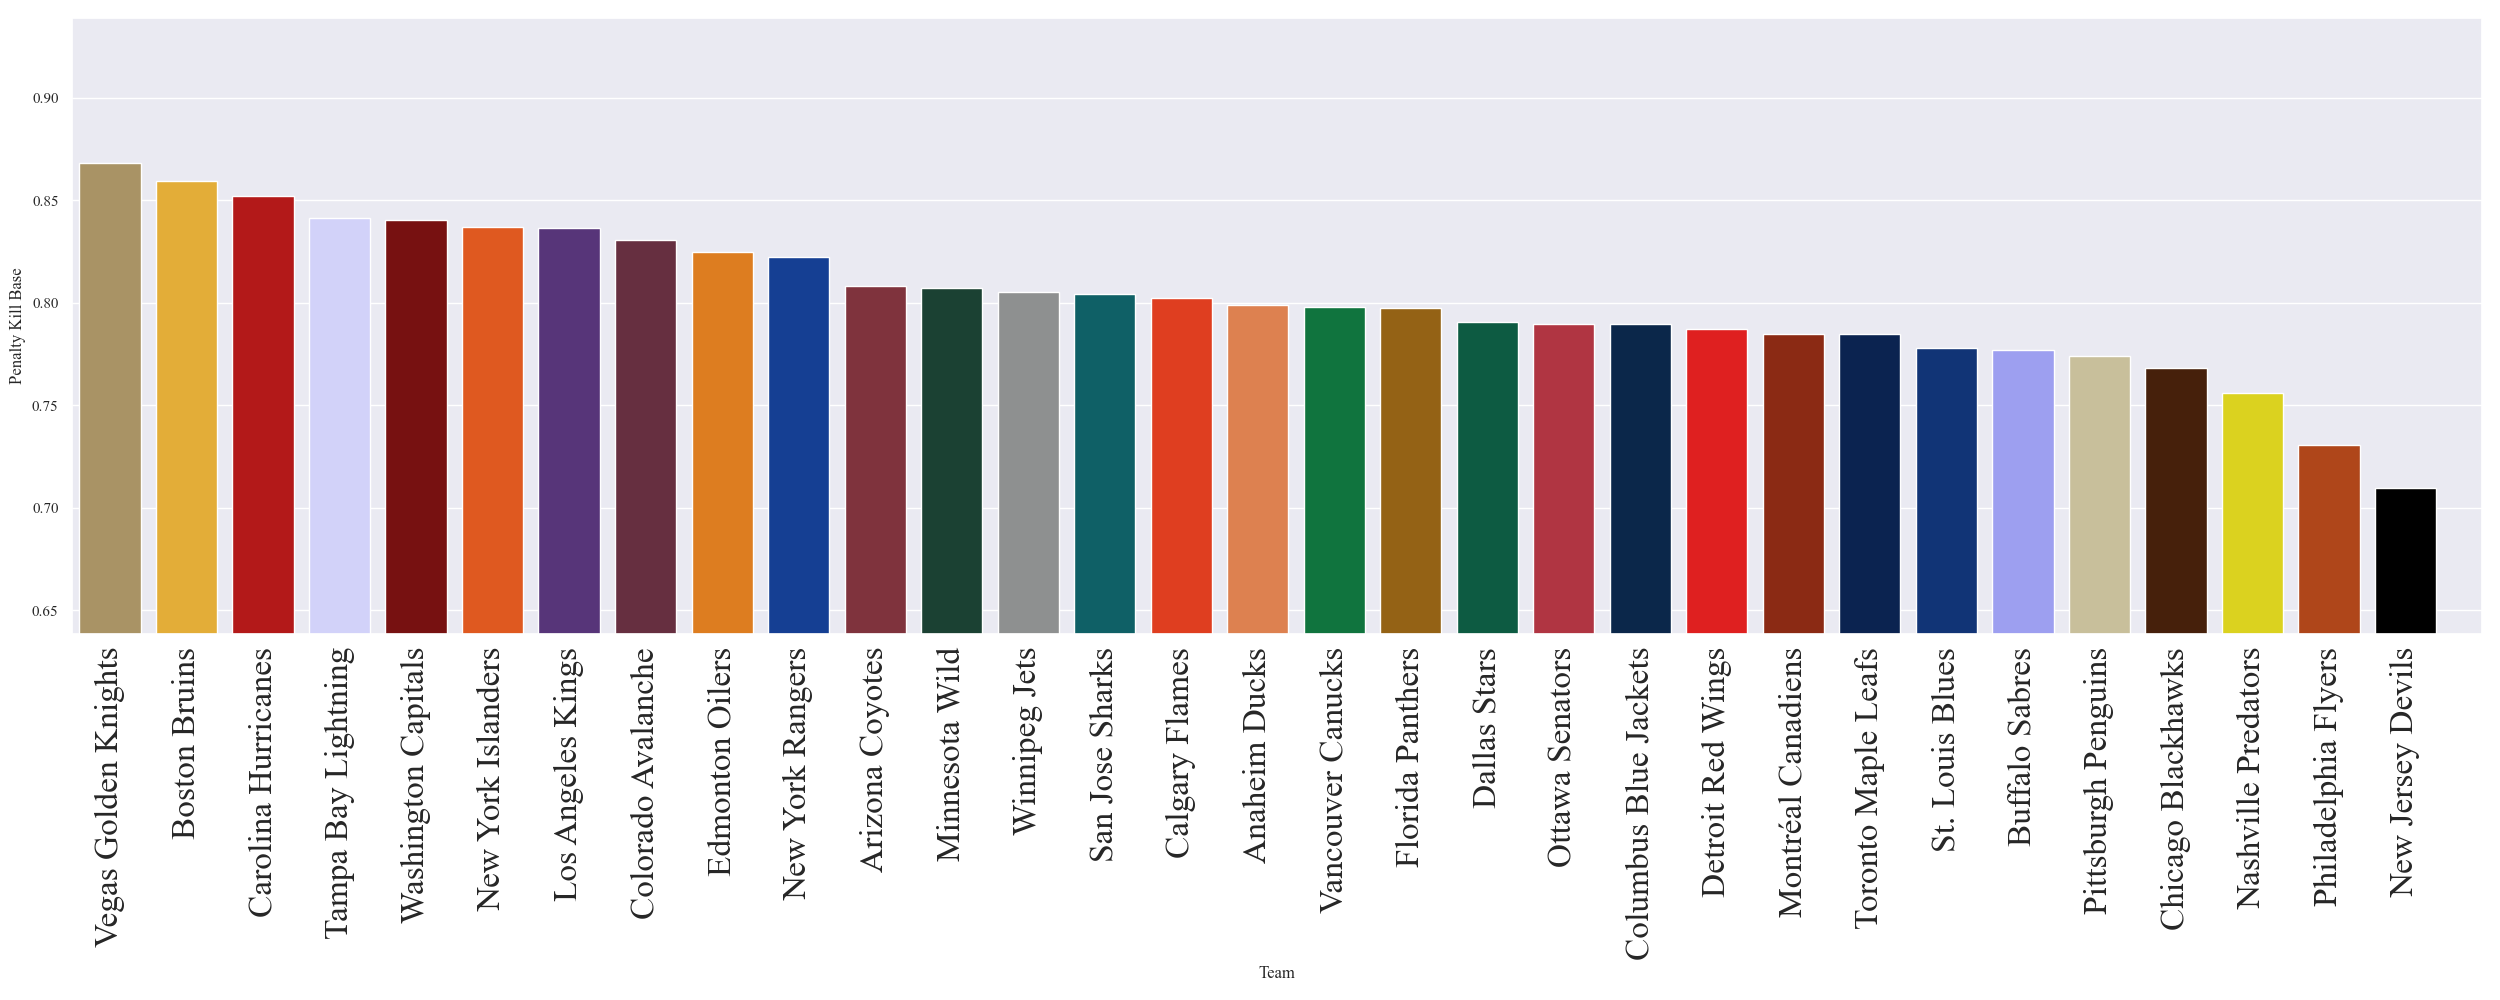 0.90
0.85
0.80
0.75
0.70
0.65
Penalty Kill Base
Vegas Golden Knights
Boston Bruins
Carolina Hurricanes
Tampa Bay Lightning
Washington Capitals
New York Islanders
Los Angeles Kings
Colorado Avalanche
Edmonton Oilers
New York Rangers
Arizona Coyotes
Minnesota Wild
Winnipeg Jets
San Jose Sharks
Calgary Flames
Anaheim Ducks
Vancouver Canucks
Florida Panthers
Dallas Stars
Ottawa Senators
Columbus Blue Jackets
Detroit Red Wings
Montréal Canadiens
Toronto Maple Leafs
St. Louis Blues
Buffalo Sabres
Pittsburgh Penguins
Chicago Blackhawks
Nashville Predators
Philadelphia Flyers
New Jersey Devils
Team